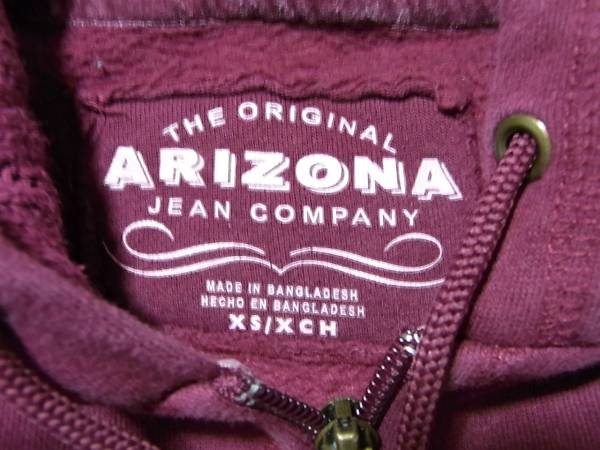 THE ORIGINAL
ARIZONA
JEAN COMPANY
MADE IN BANGLADESH
HECHO EN BANGLADESH
XS/XCH